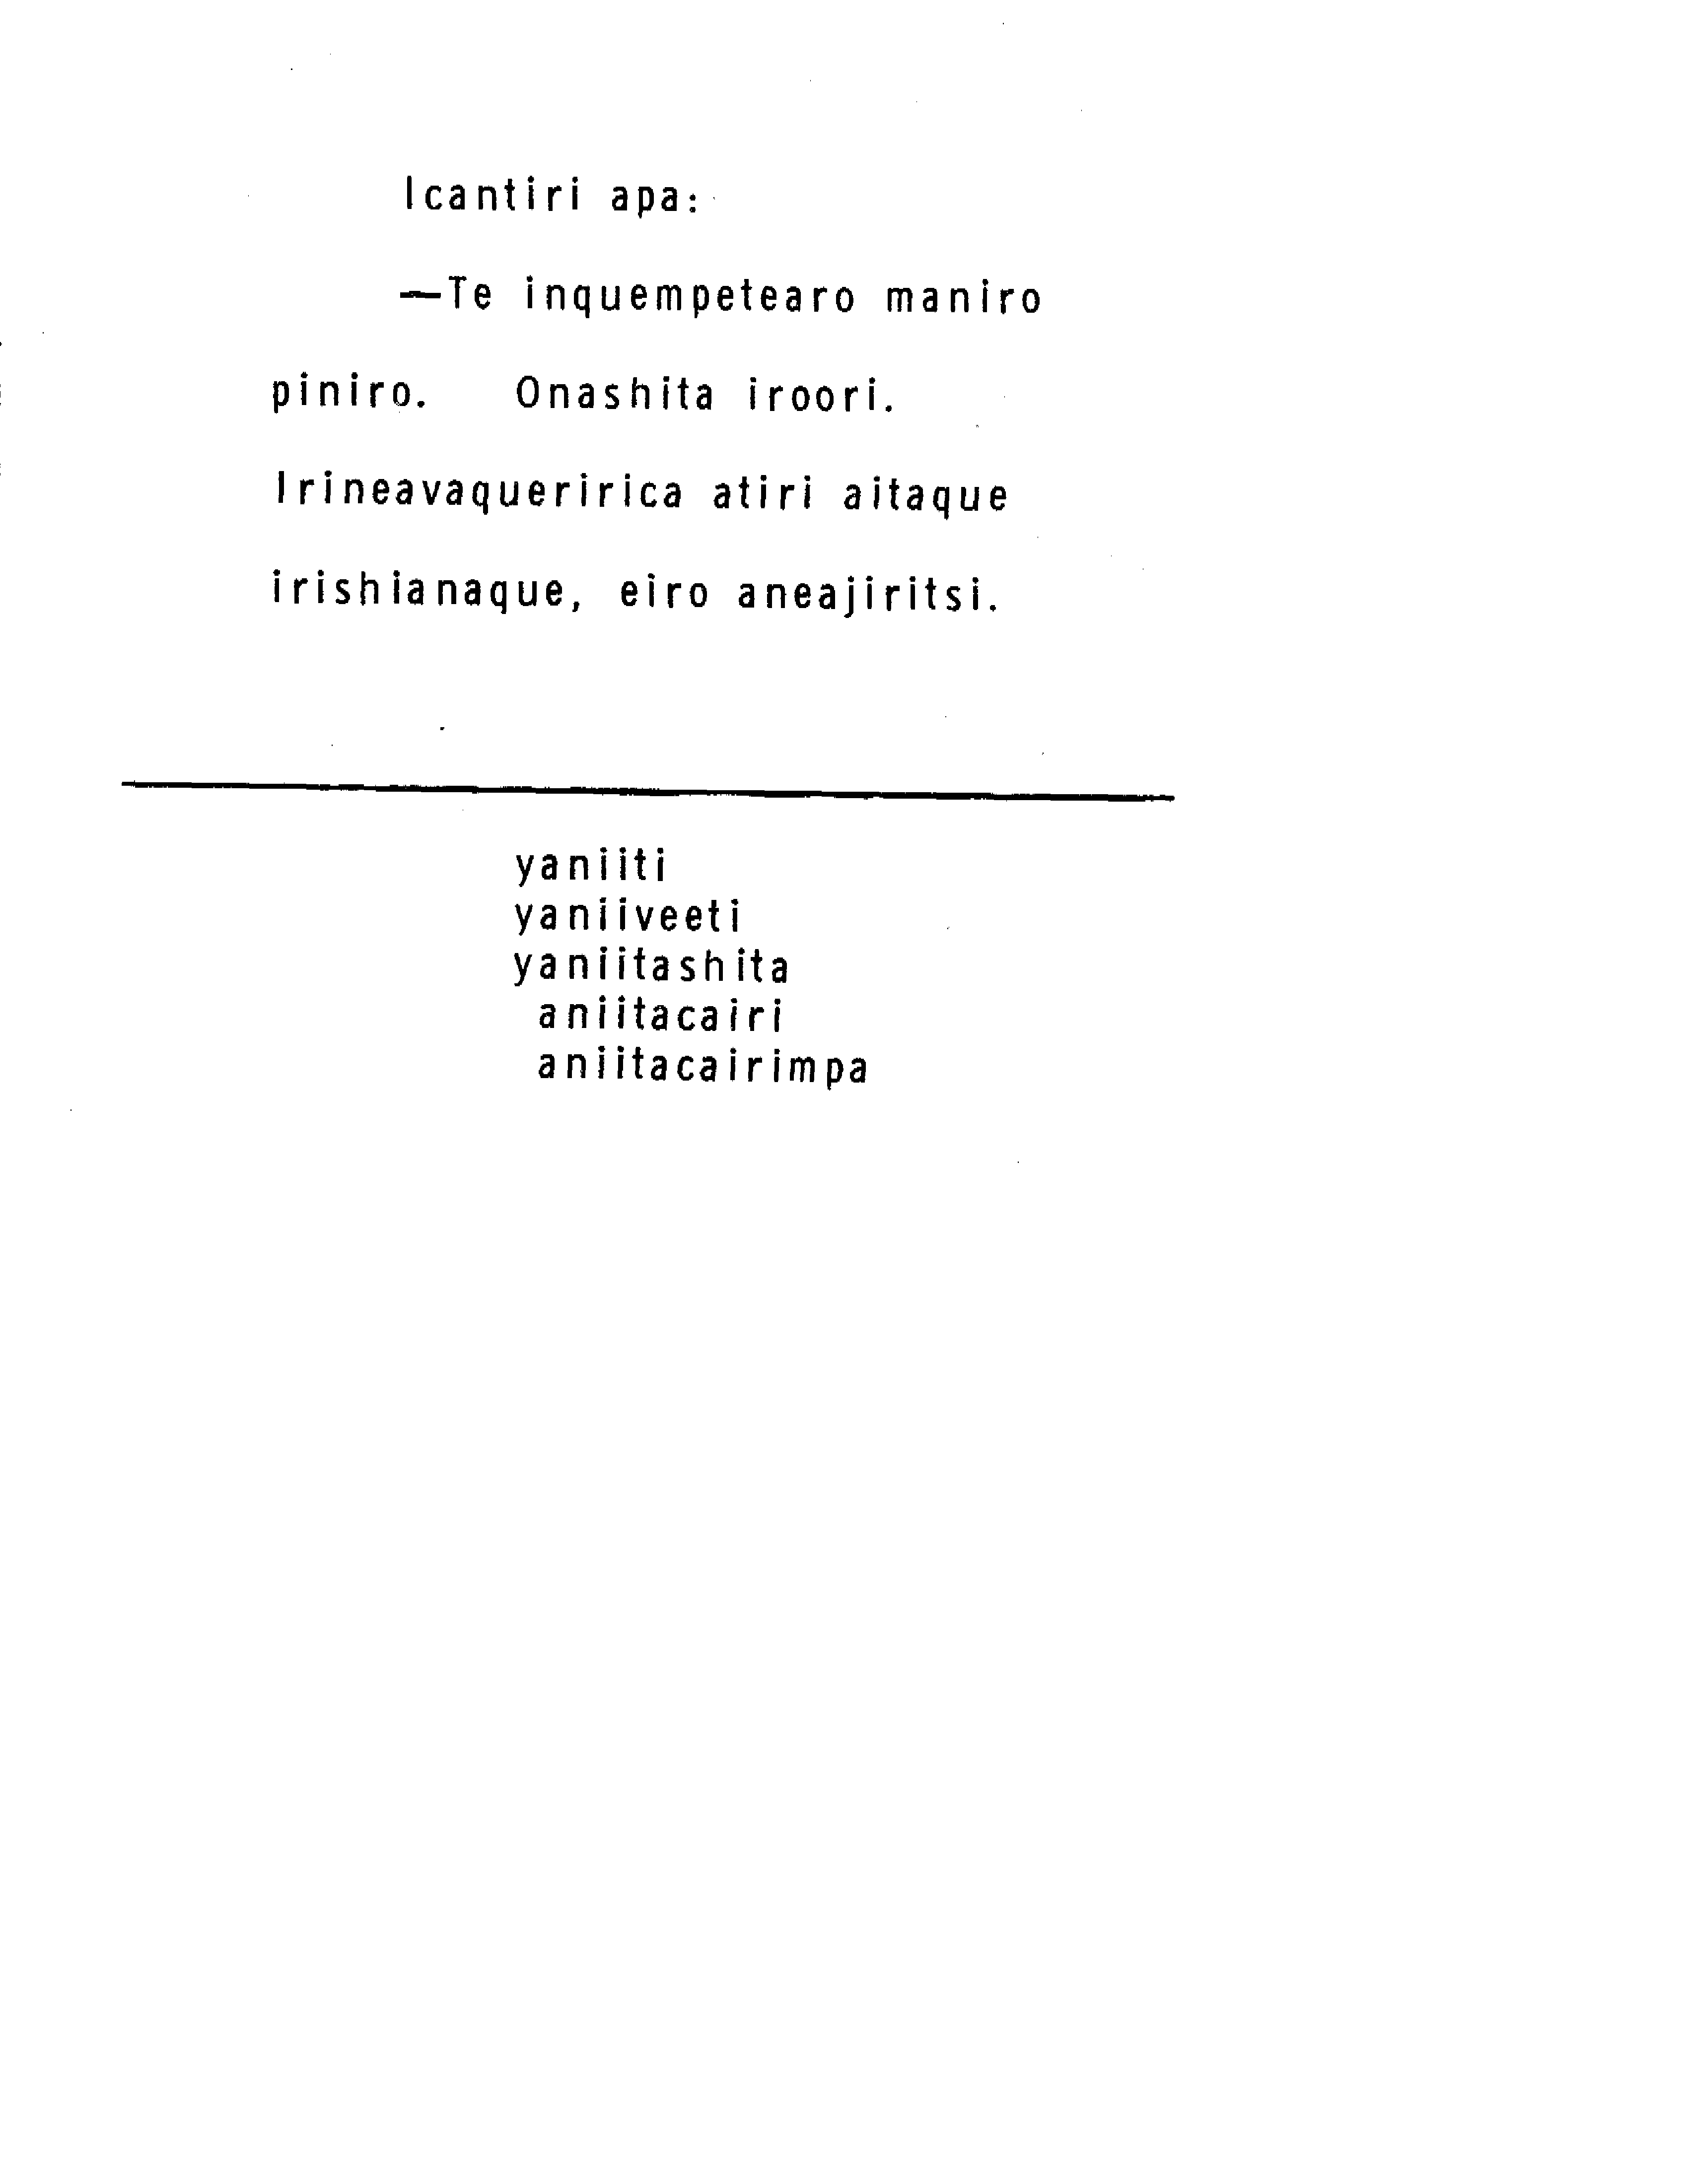 Icantiri apa:
—Te inquempetearo maniro
piniro. Onashita iroori.
Irineavaqueririca atiri aitaque
irishianaque, eiro aneajiritsi.
yaniiti
yaniiveeti
yaniitashita
aniitacairi
aniitacairimpa